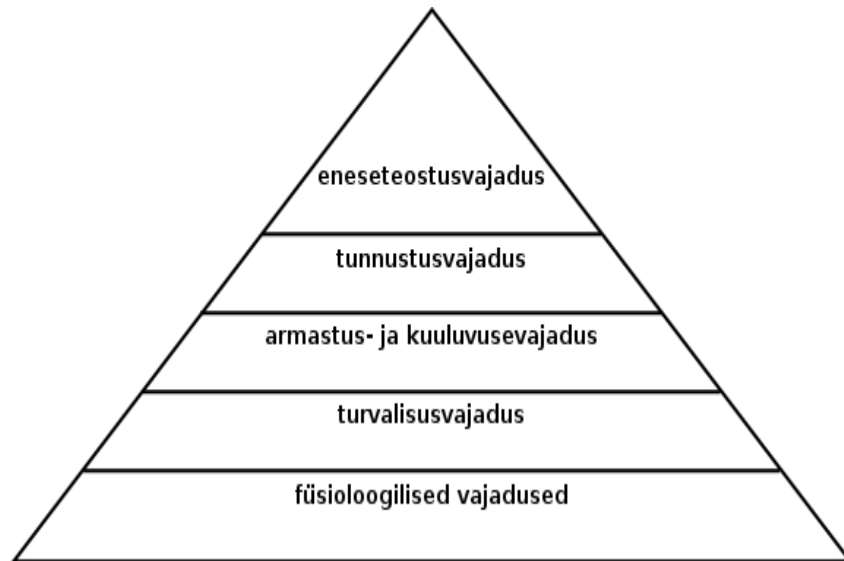 eneseteostusvajadus
tunnustusvajadus
armastus- ja kuuluvusevajadus
turvalisusvajadus
füsioloogilised vajadused